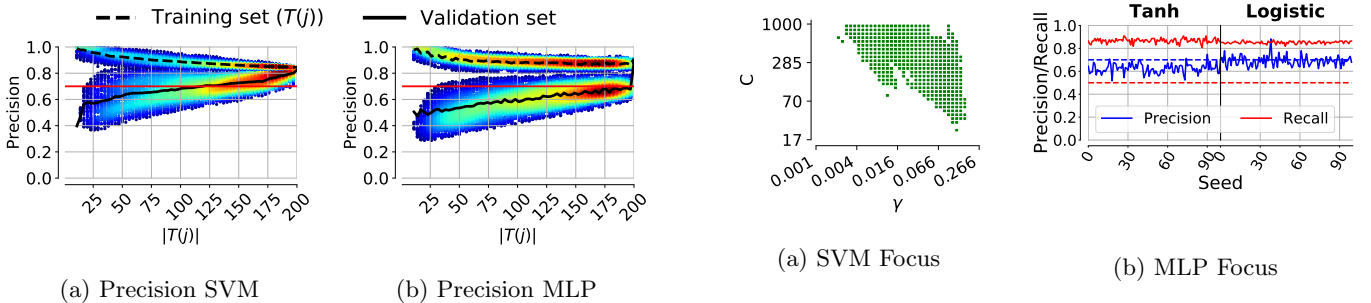 Training set (T(j))
Validation set
Precision
1.0
0.8
0.6
0.4
0.2
0.0
25
50
75
100
125
150
175
200
|T(j)|
(a) Precision SVM
Precision
1.0
0.8
0.6
0.4
0.2
0.0
25
50
75
100
125
150
175
200
|T(j)|
(b) Precision MLP
C
1000
285
70
17
0.001
0.004
0.016
0.066
0.266
γ
(a) SVM Focus
Tanh
Logistic
Precision/Recall
1.0
0.8
0.6
0.4
0.2
0.0
Precision
Recall
0
30
60
90
0
30
60
90
Seed
(b) MLP Focus